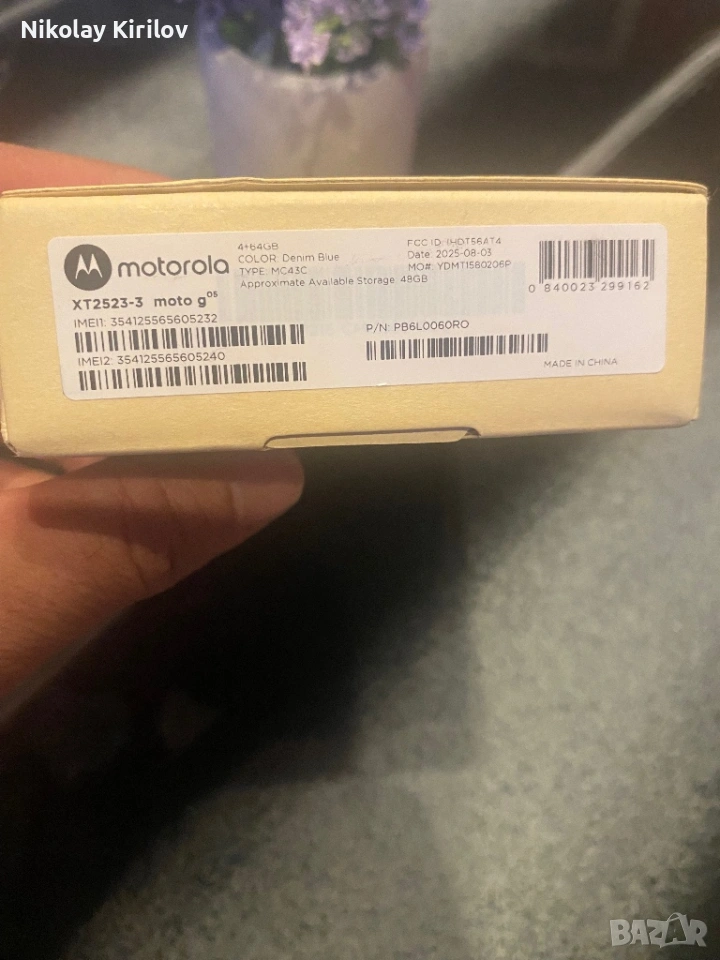 Nikolay Kirilov
motorola
4+64GB
COLOR: Denim Blue
TYPE: MC43C
Approximate Available Storage: 48GB
FCC ID: IHDT56AT4
Date: 2025-08-03
MO#: YDMT1580206P
0 840023 299162
XT2523-3 moto g05
IMEI1: 354125565605232
IMEI2: 354125565605240
P/N: PB6L0060RO
MADE IN CHINA
BAZAR